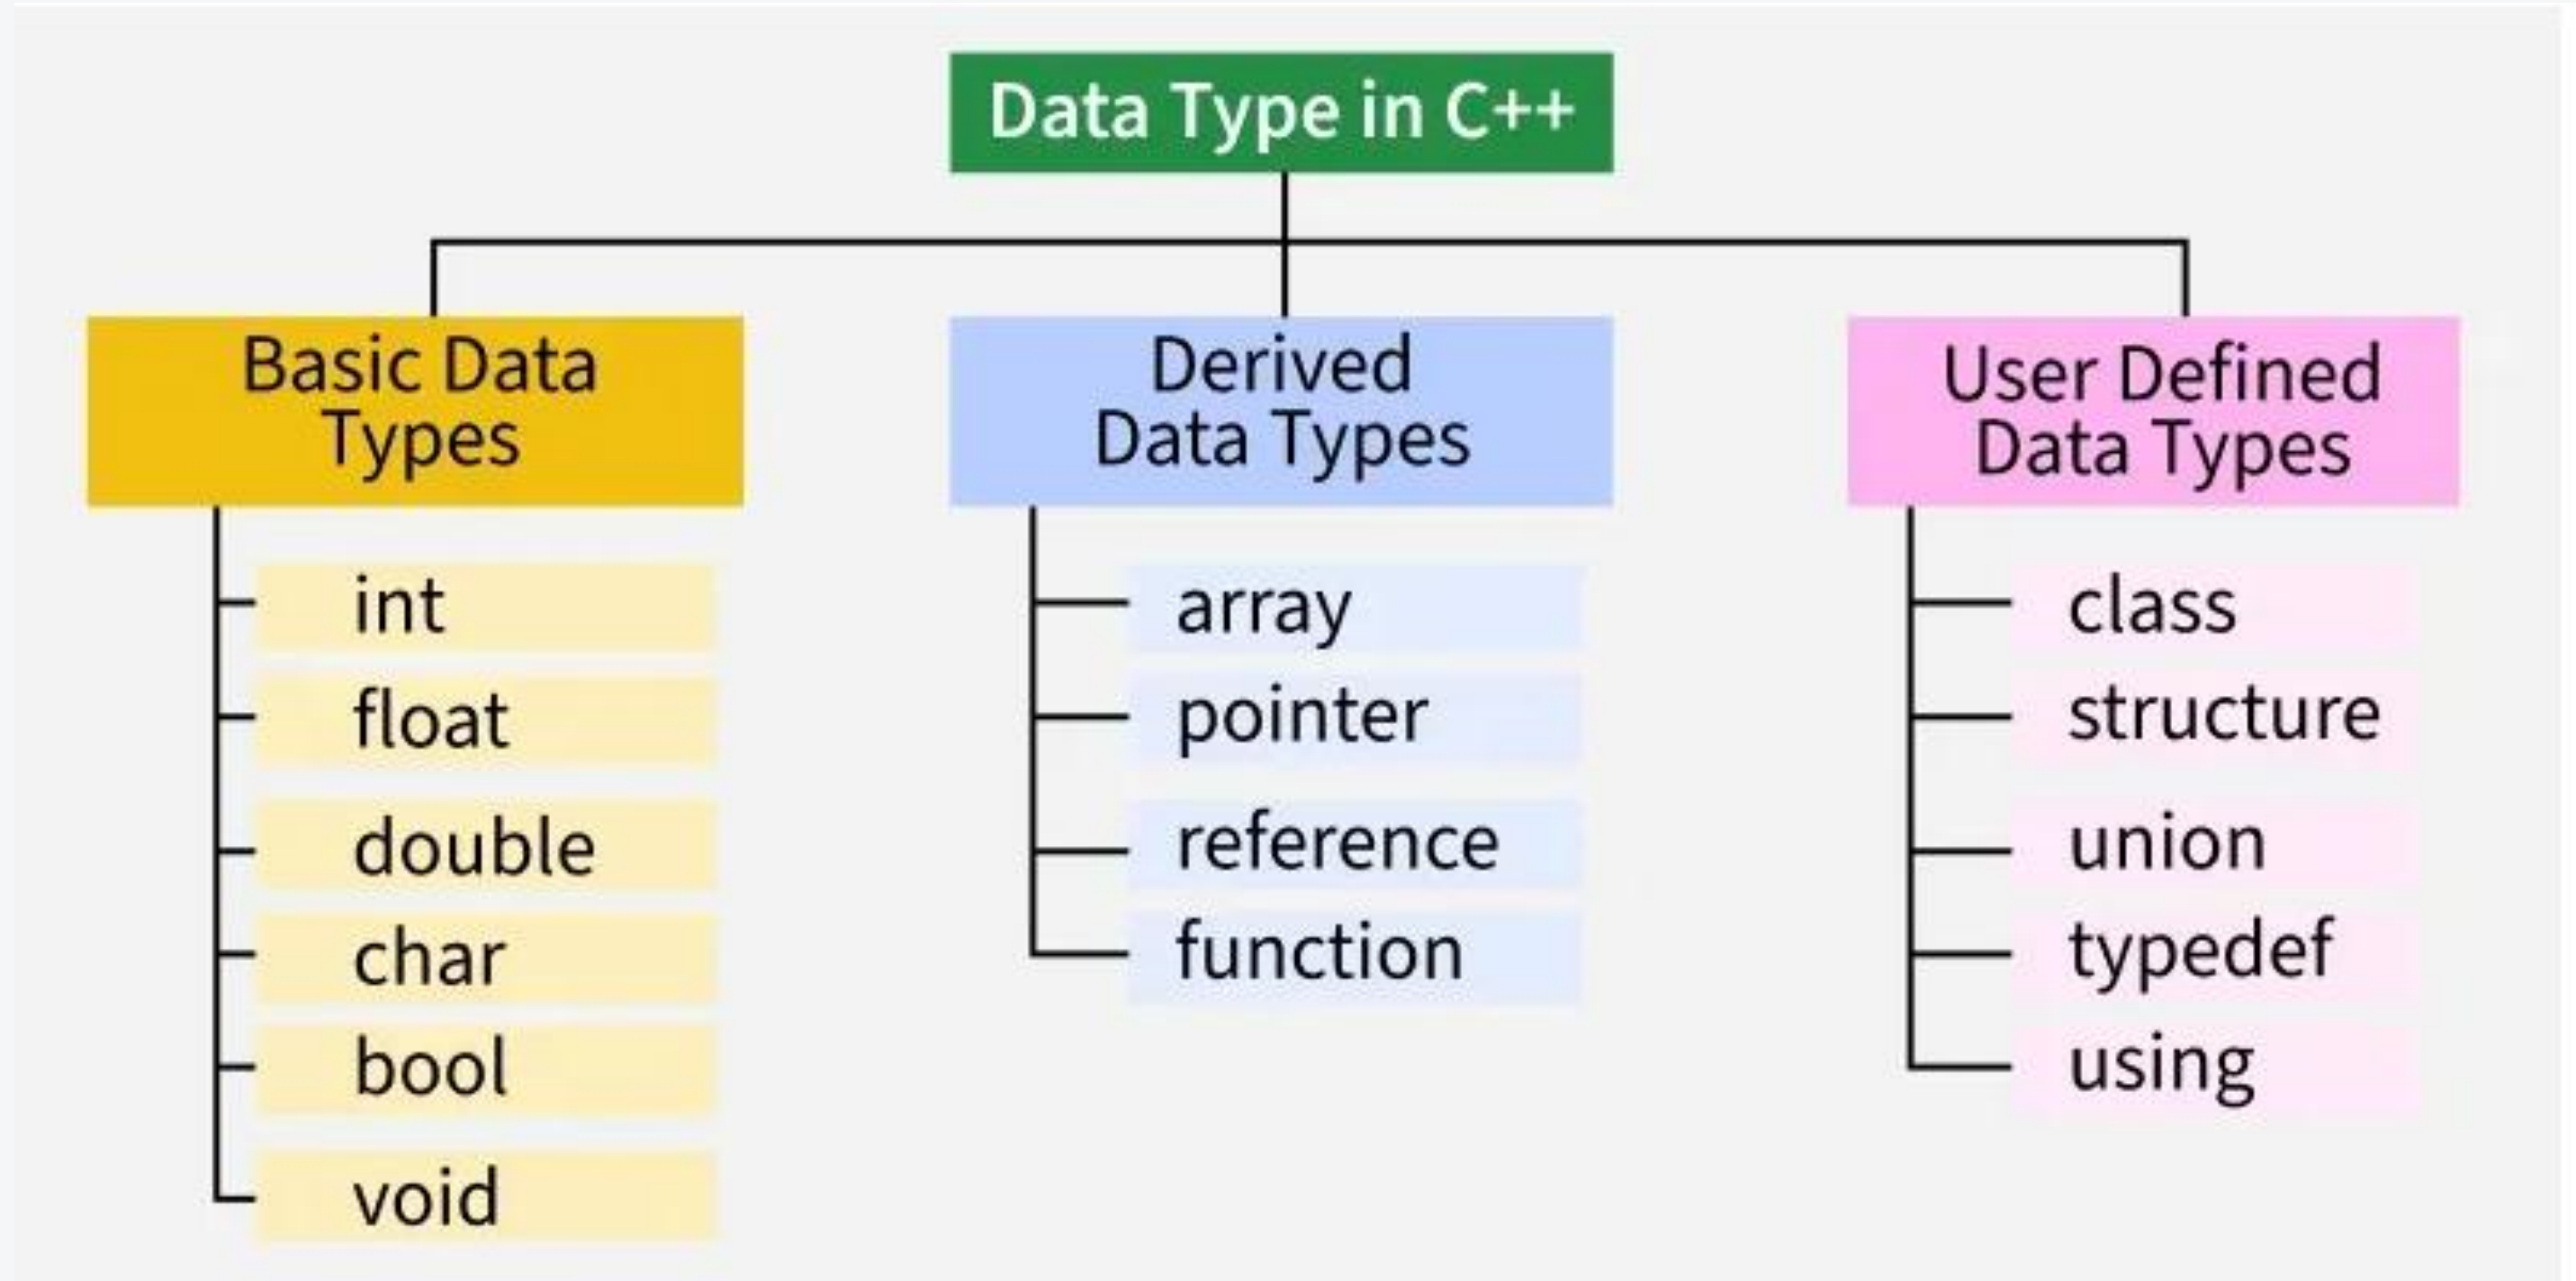 Data Type in C++
Basic Data
Types
int
float
double
char
bool
void
Derived
Data Types
array
pointer
reference
function
User Defined
Data Types
class
structure
union
typedef
using